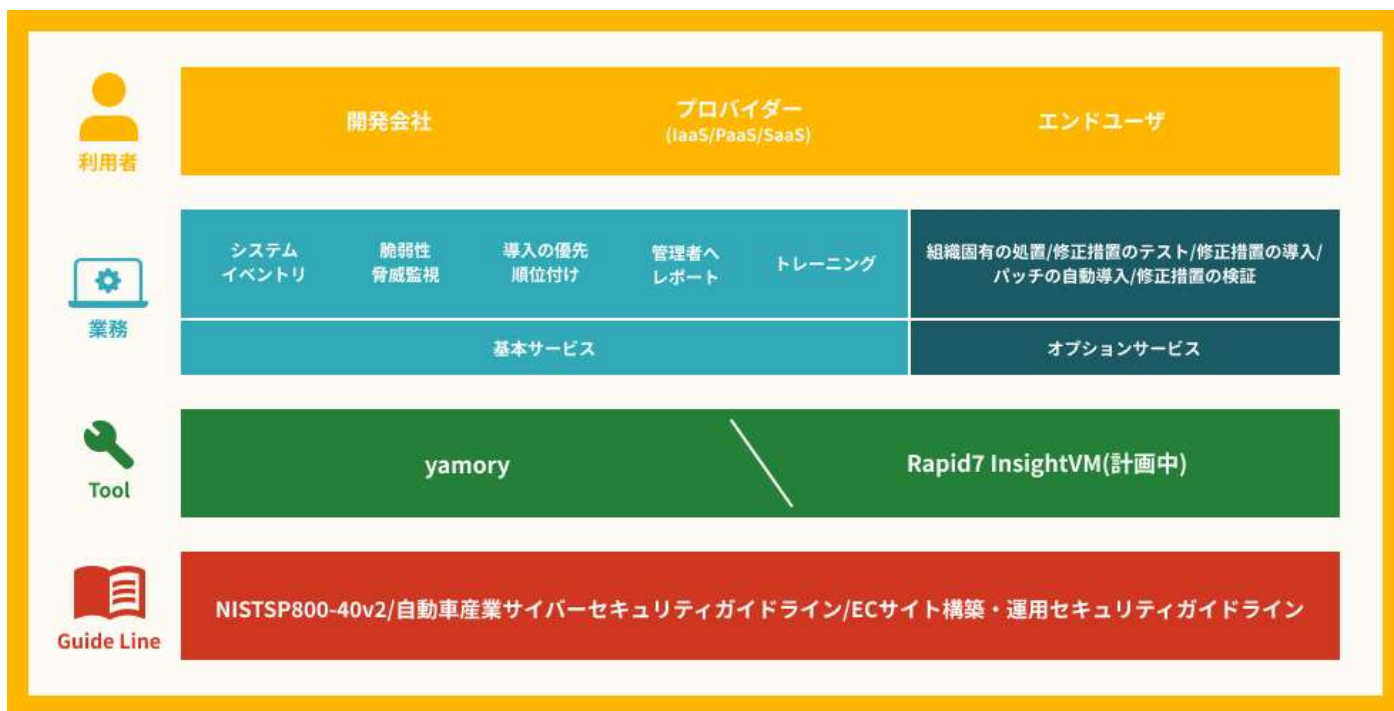 利用者
開発会社
プロバイダー
(IaaS/PaaS/SaaS)
エンドユーザ
業務
システム
イベントリ
脆弱性
脅威監視
導入の優先
順位付け
管理者へ
レポート
トレーニング
組織固有の処置/修正措置のテスト/修正措置の導入/
パッチの自動導入/修正措置の検証
基本サービス
オプションサービス
Tool
yamory
Rapid7 InsightVM(計画中)
Guide Line
NISTSP800-40v2/自動車産業サイバーセキュリティガイドライン/ECサイト構築・運用セキュリティガイドライン